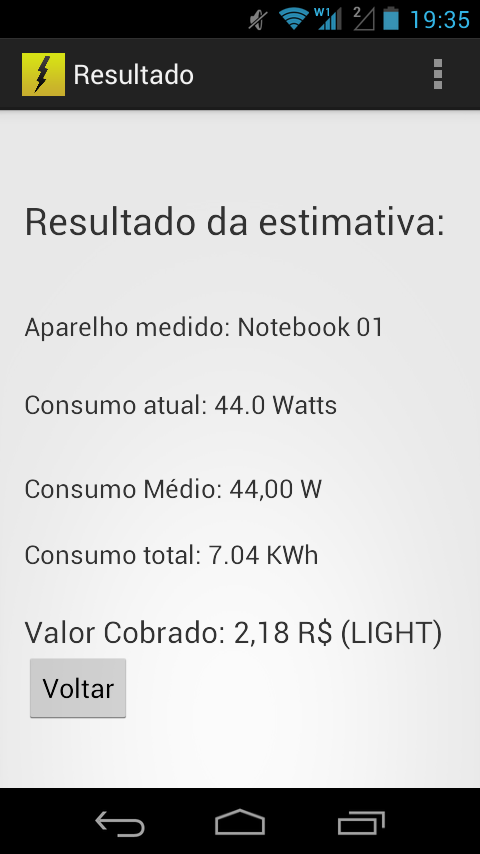 W1 2 19:35
Resultado
Resultado da estimativa:
Aparelho medido: Notebook 01
Consumo atual: 44.0 Watts
Consumo Médio: 44,00 W
Consumo total: 7.04 KWh
Valor Cobrado: 2,18 R$ (LIGHT)
Voltar